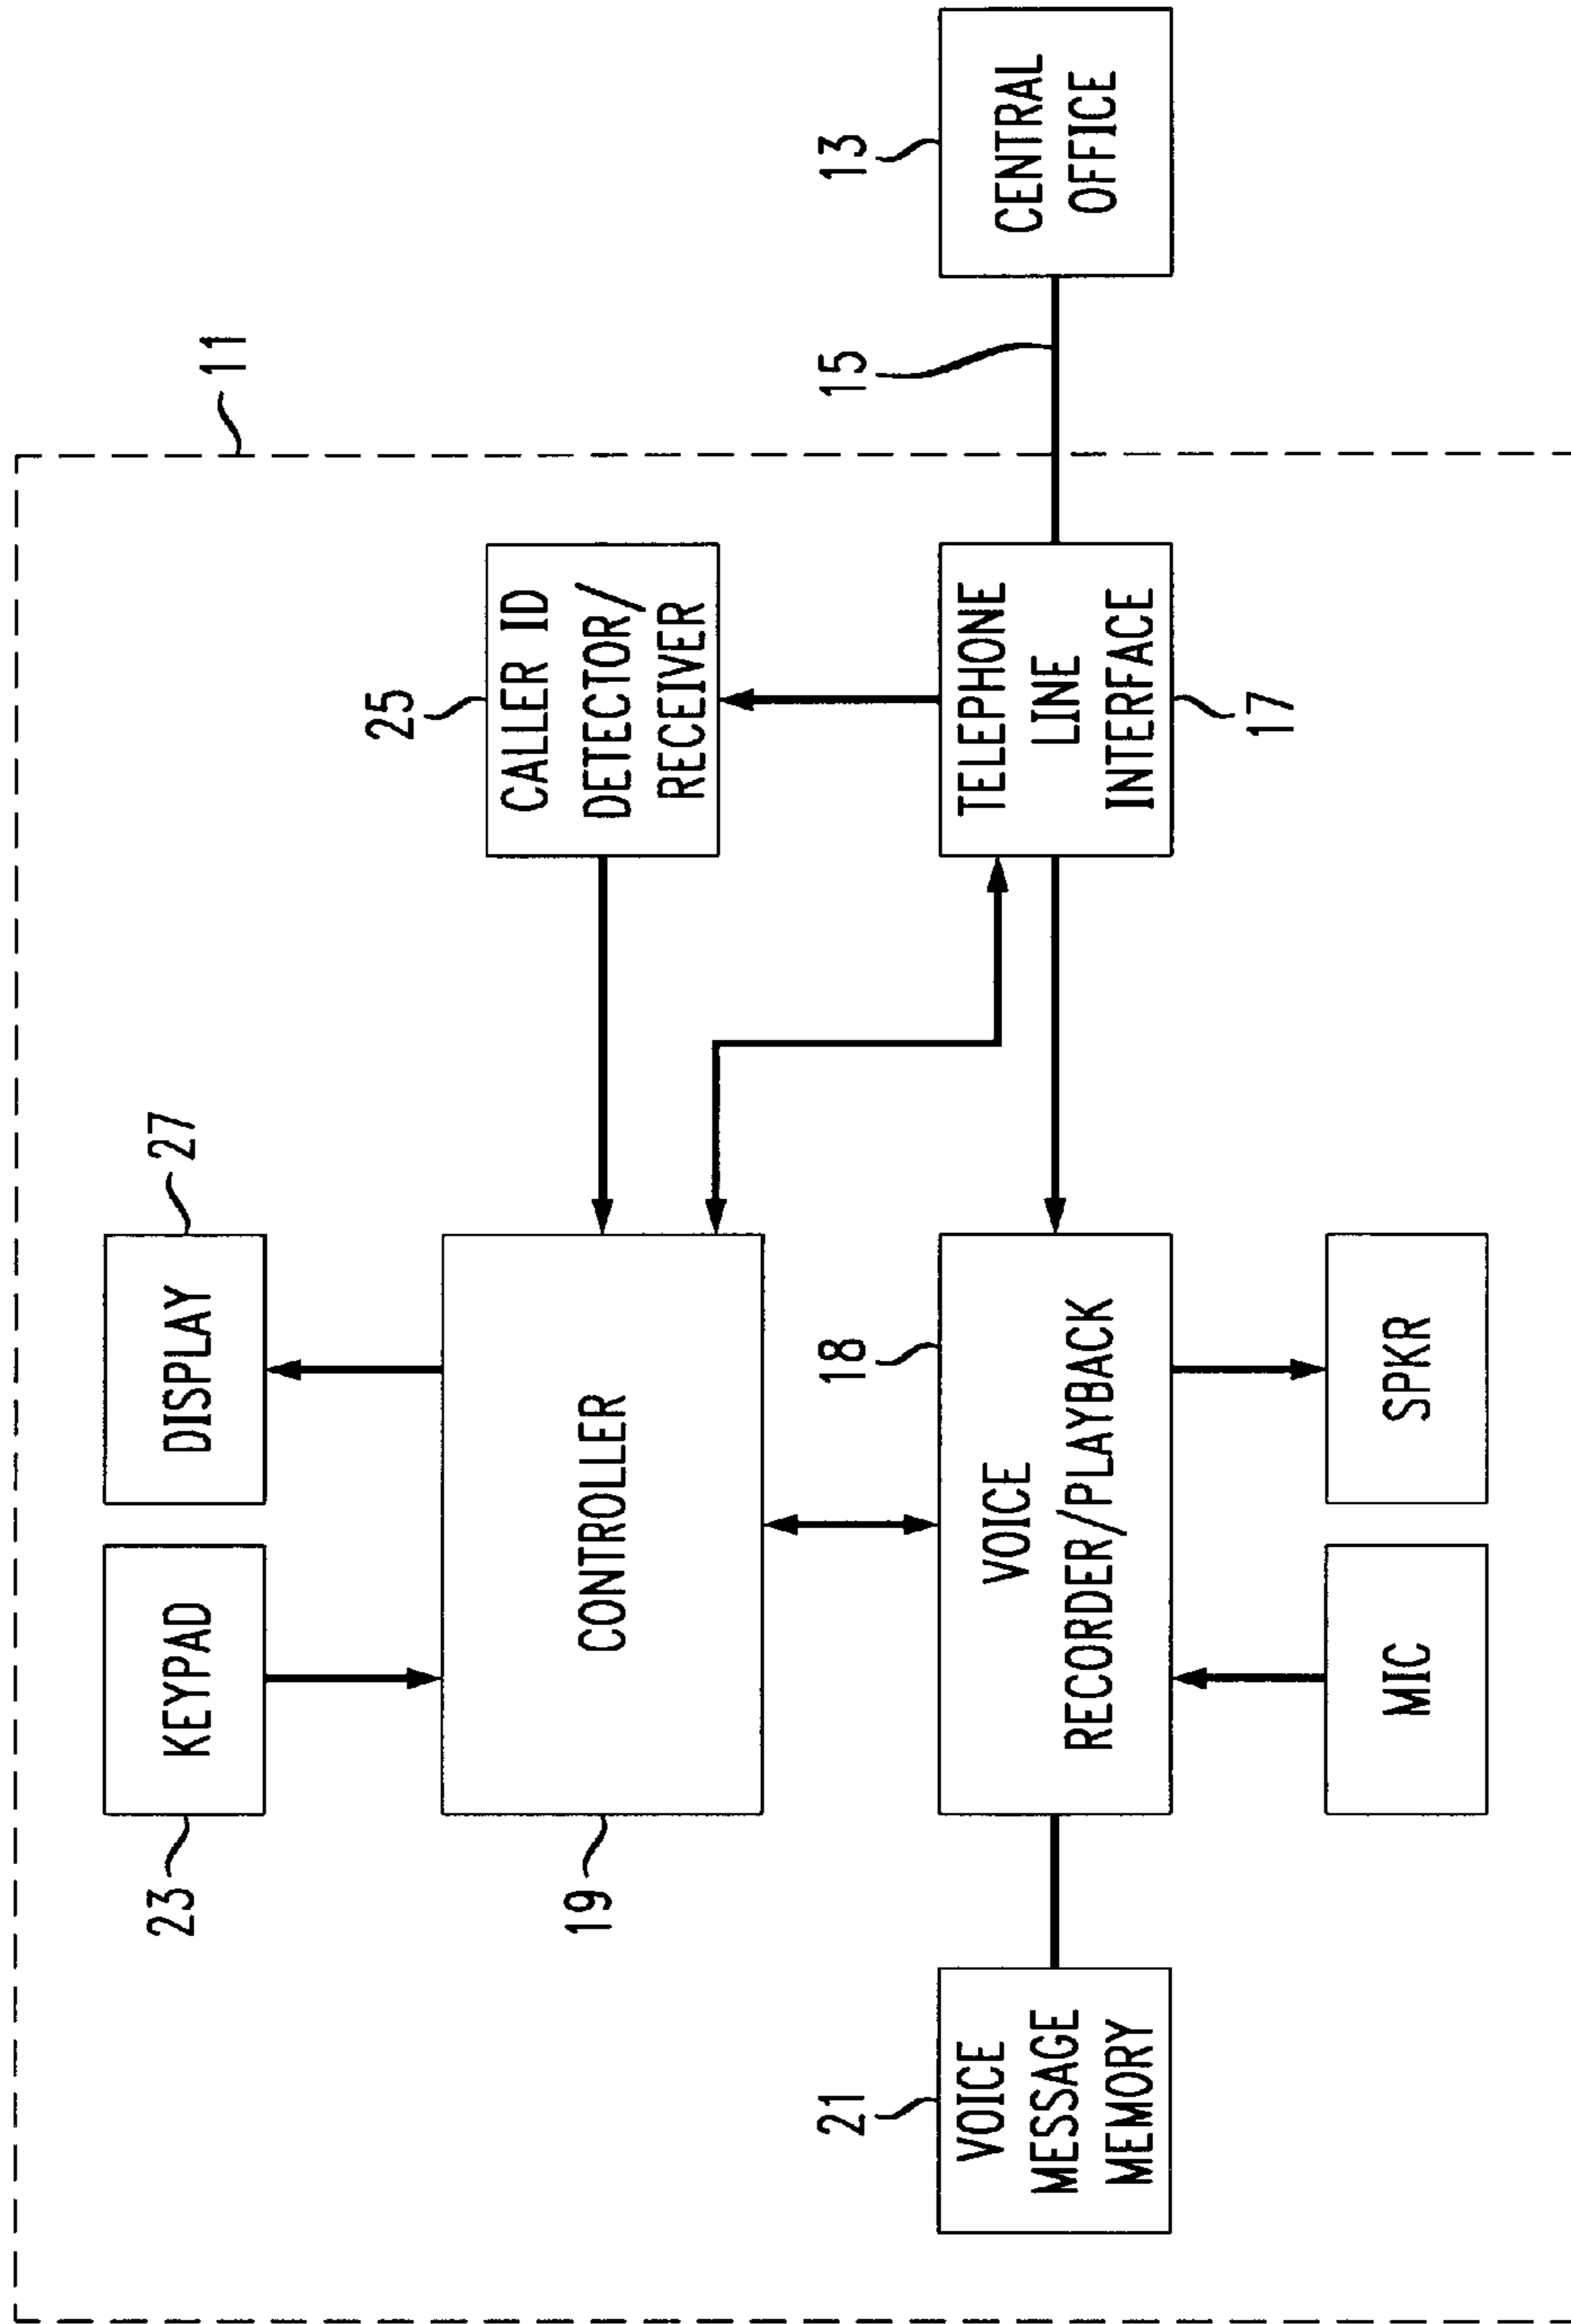 11
23
KEYPAD
DISPLAY
27
19
CONTROLLER
25
CALLER ID
DETECTOR/
RECEIVER
21
VOICE
MESSAGE
MEMORY
18
VOICE
RECORDER/PLAYBACK
TELEPHONE
LINE
INTERFACE
17
15
13
CENTRAL
OFFICE
MIC
SPKR